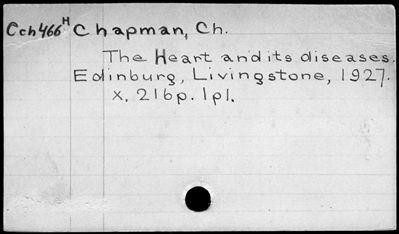 Cch466H Chapman, Ch.
The Heart and its diseases.
Edinburg, Livingstone, 1927.
x. 216p. 1pl.